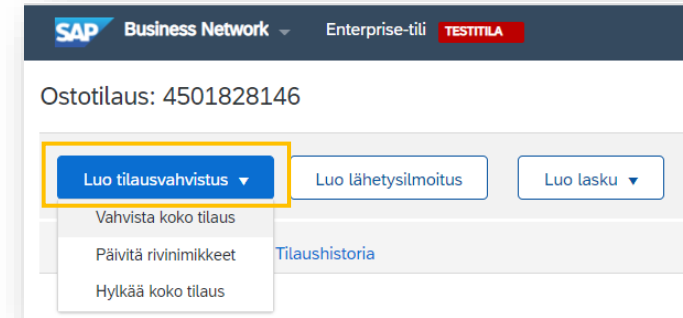 SAP Business Network Enterprise-tili TESTITILA
Ostotilaus: 4501828146
Luo tilausvahvistus Luo lähetysilmoitus Luo lasku
Vahvista koko tilaus
Päivitä rivinimikkeet Tilaushistoria
Hylkää koko tilaus